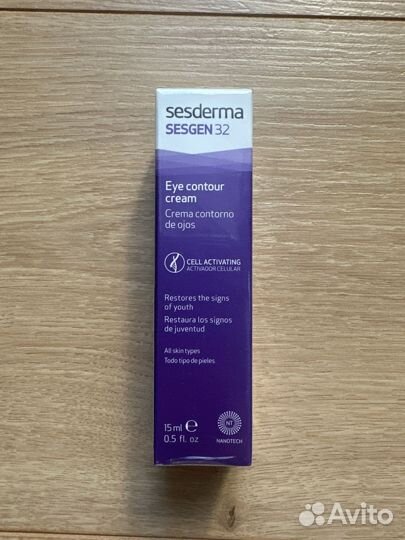 sesderma
SESGEN 32
Eye contour
cream
Crema contorno
de ojos
CELL ACTIVATING
ACTIVADOR CELULAR
Restores the signs
of youth
Restaura los signos
de juventud
All skin types
Todo tipo de pieles
15 ml e
0.5 fl. oz
NT
NANOTECH
Avito